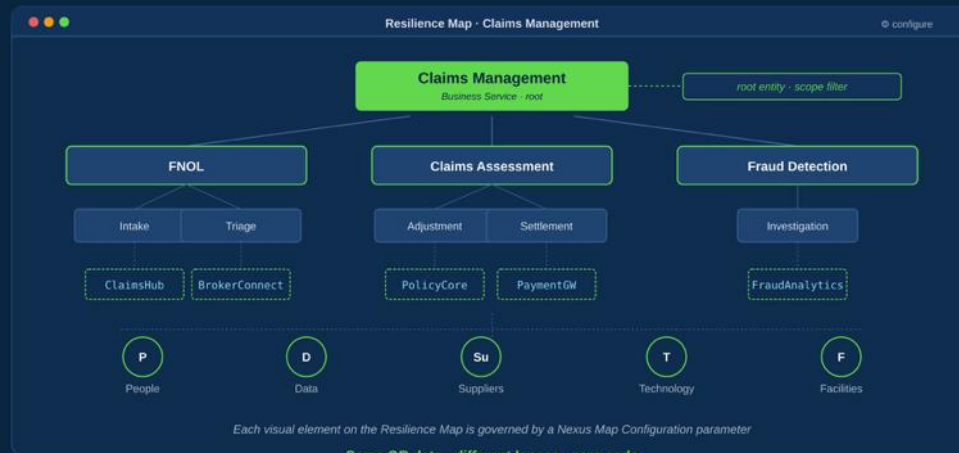 Resilience Map · Claims Management
configure
Claims Management
Business Service · root
root entity · scope filter
FNOL
Claims Assessment
Fraud Detection
Intake
Triage
Adjustment
Settlement
Investigation
ClaimsHub
BrokerConnect
PolicyCore
PaymentGW
FraudAnalytics
P
D
Su
T
F
People
Data
Suppliers
Technology
Facilities
Each visual element on the Resilience Map is governed by a Nexus Map Configuration parameter